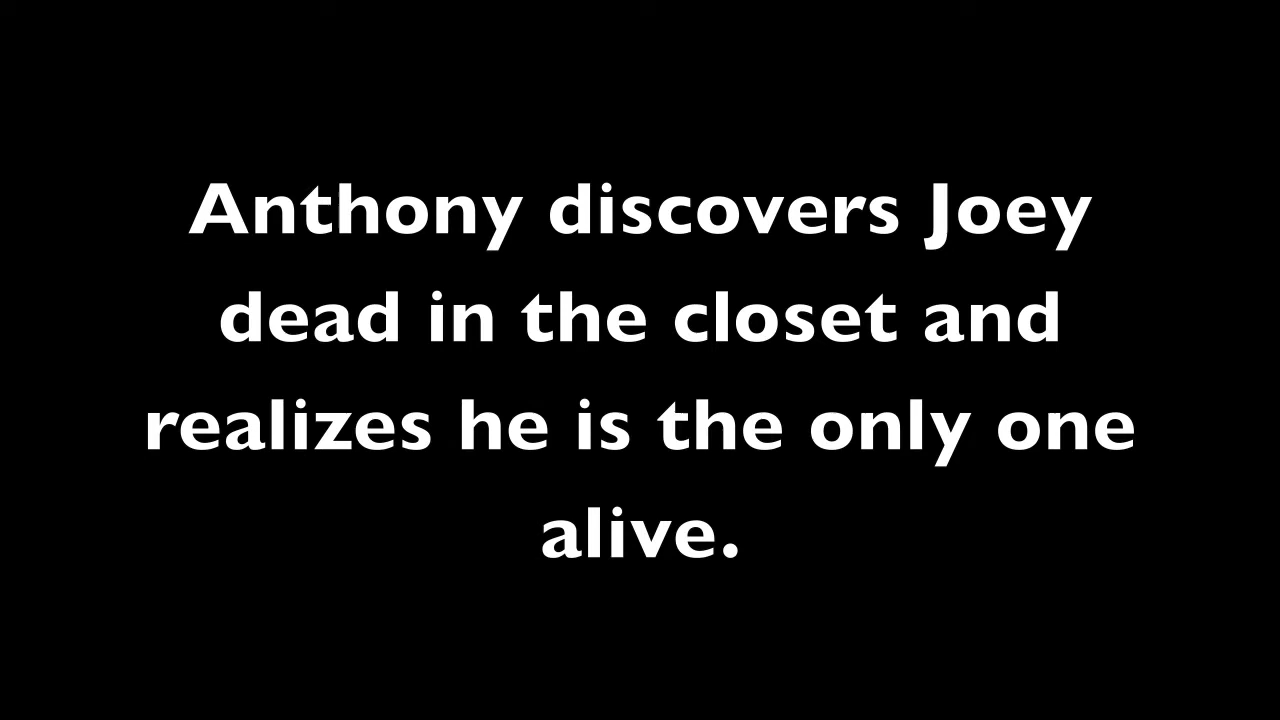 Anthony discovers Joey
dead in the closet and
realizes he is the only one
alive.